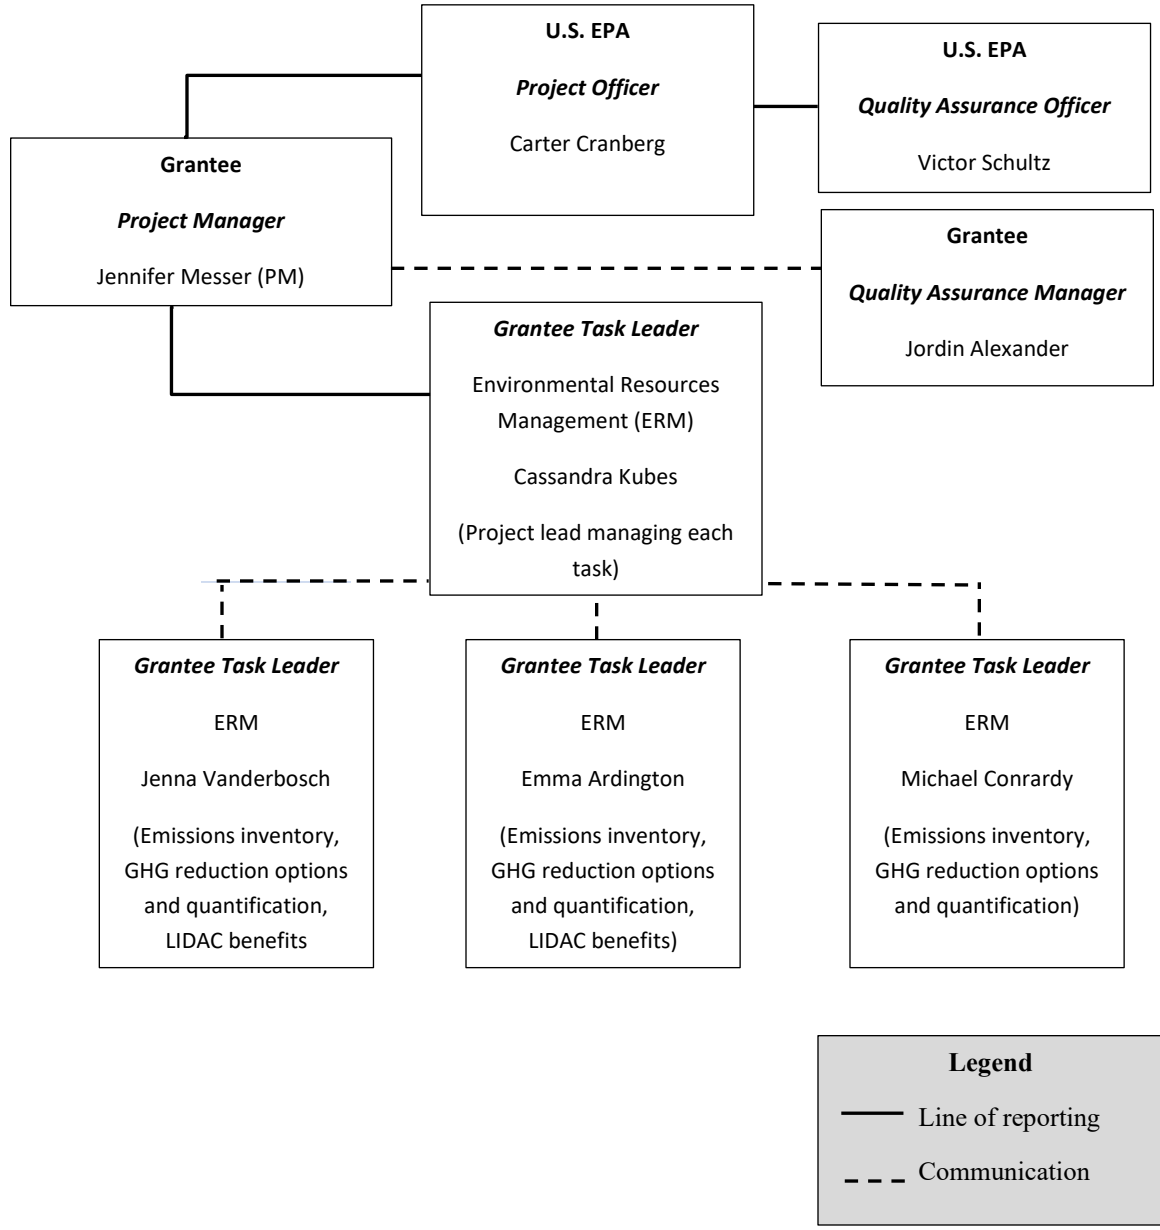 U.S. EPA
Project Officer
Carter Cranberg
U.S. EPA
Quality Assurance Officer
Victor Schultz
Grantee
Project Manager
Jennifer Messer (PM)
Grantee
Quality Assurance Manager
Jordin Alexander
Grantee Task Leader
Environmental Resources
Management (ERM)
Cassandra Kubes
(Project lead managing each
task)
Grantee Task Leader
ERM
Jenna Vanderbosch
(Emissions inventory,
GHG reduction options
and quantification,
LIDAC benefits
Grantee Task Leader
ERM
Emma Ardington
(Emissions inventory,
GHG reduction options
and quantification,
LIDAC benefits)
Grantee Task Leader
ERM
Michael Conrardy
(Emissions inventory,
GHG reduction options
and quantification)
Legend
Line of reporting
Communication